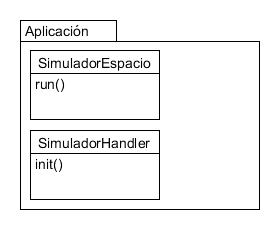 Aplicación
SimuladorEspacio
run()
SimuladorHandler
init()